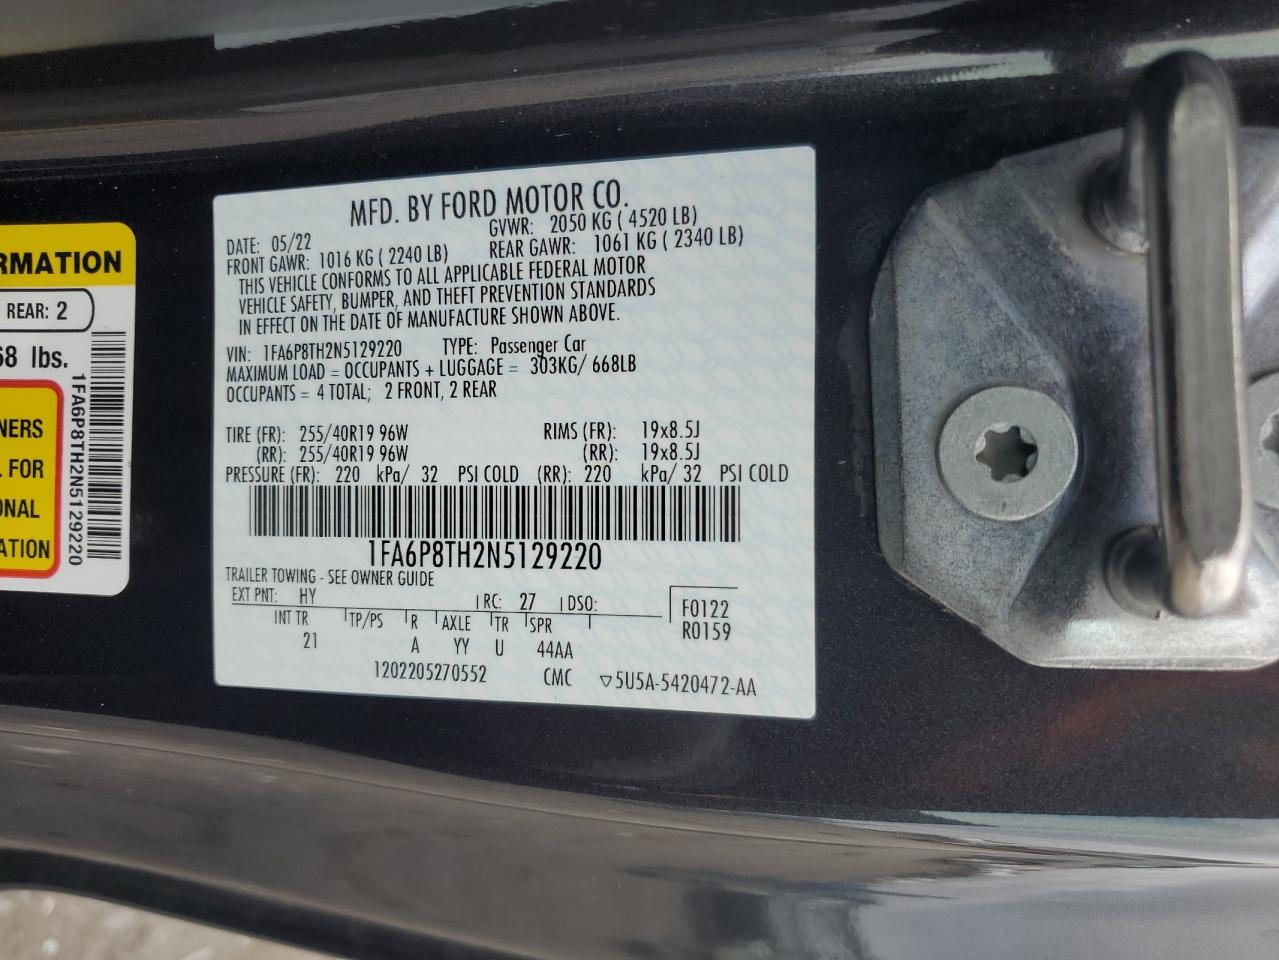 RMATION
REAR: 2
68 lbs.
NERS
L FOR
ONAL
ATION
1FA6P8TH2N5129220
MFD. BY FORD MOTOR CO.
DATE: 05/22 GVWR: 2050 KG ( 4520 LB)
FRONT GAWR: 1016 KG ( 2240 LB) REAR GAWR: 1061 KG ( 2340 LB)
THIS VEHICLE CONFORMS TO ALL APPLICABLE FEDERAL MOTOR
VEHICLE SAFETY, BUMPER, AND THEFT PREVENTION STANDARDS
IN EFFECT ON THE DATE OF MANUFACTURE SHOWN ABOVE.
VIN: 1FA6P8TH2N5129220 TYPE: Passenger Car
MAXIMUM LOAD = OCCUPANTS + LUGGAGE = 303KG/ 668LB
OCCUPANTS = 4 TOTAL; 2 FRONT, 2 REAR
TIRE (FR): 255/40R19 96W RIMS (FR): 19x8.5J
(RR): 255/40R19 96W (RR): 19x8.5J
PRESSURE (FR): 220 kPa/ 32 PSI COLD (RR): 220 kPa/ 32 PSI COLD
1FA6P8TH2N5129220
TRAILER TOWING - SEE OWNER GUIDE
EXT PNT: HY RC: 27 DSO: F0122
INT TR TP/PS R AXLE TR SPR R0159
21 A YY U 44AA
1202205270552 CMC ▽5U5A-5420472-AA